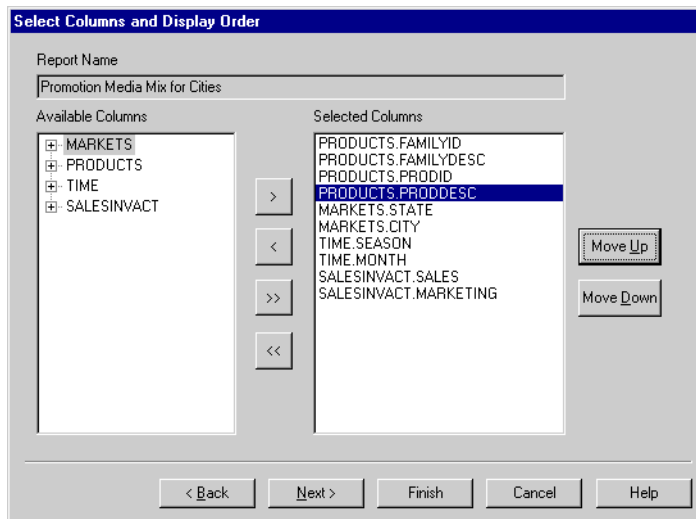 Select Columns and Display Order
Report Name
Promotion Media Mix for Cities
Available Columns
MARKETS
PRODUCTS
TIME
SALESINVACT
>
<
>>
<<
Selected Columns
PRODUCTS.FAMILYID
PRODUCTS.FAMILYDESC
PRODUCTS.PRODID
PRODUCTS.PRODDESC
MARKETS.STATE
MARKETS.CITY
TIME.SEASON
TIME.MONTH
SALESINVACT.SALES
SALESINVACT.MARKETING
Move Up
Move Down
< Back
Next >
Finish
Cancel
Help